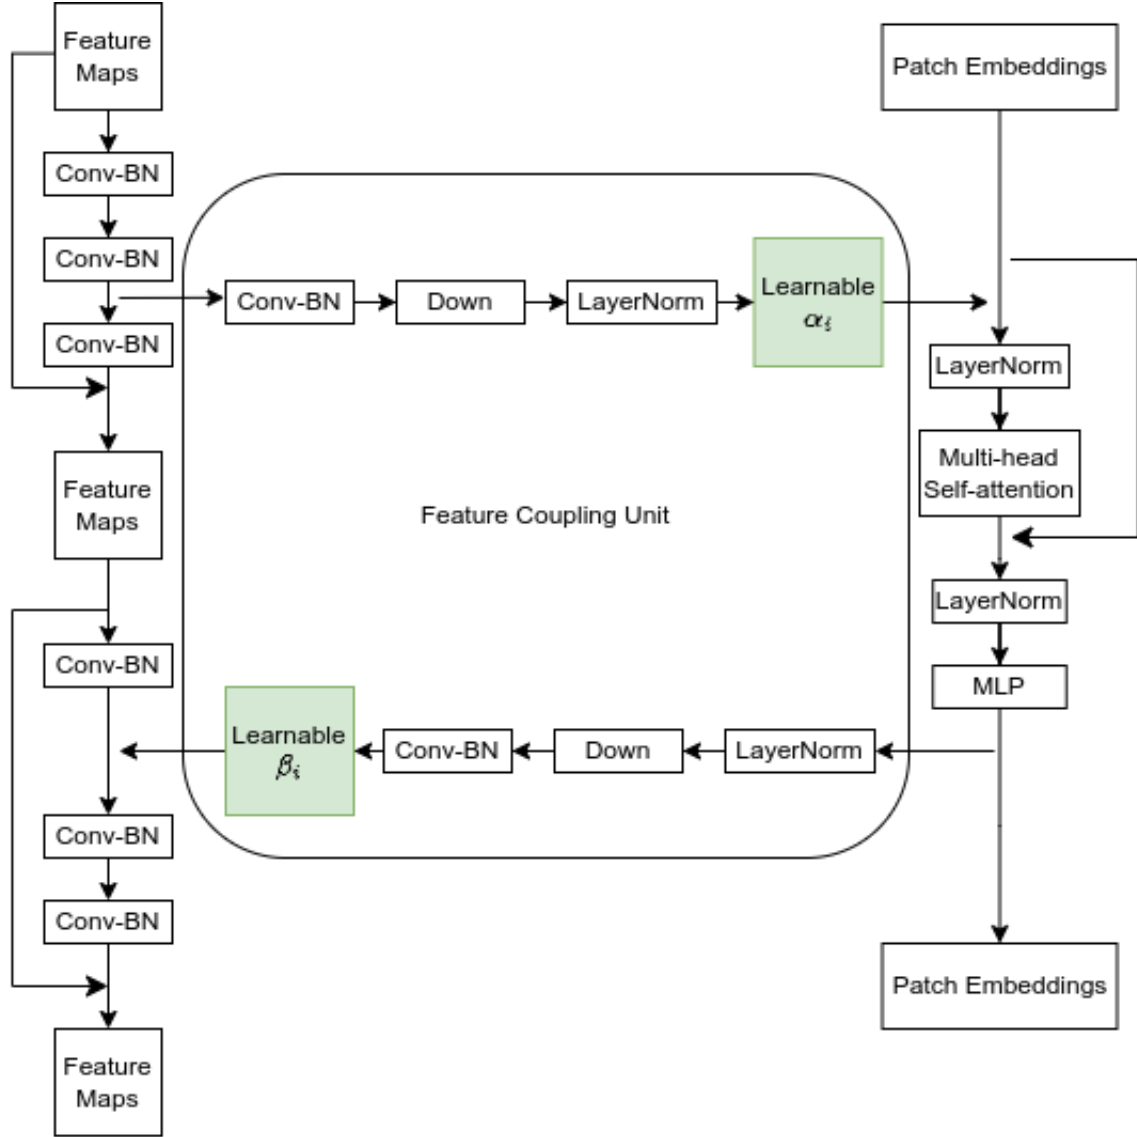 Feature
Maps
Patch Embeddings
Conv-BN
Conv-BN
Conv-BN
Conv-BN
Down
LayerNorm
Learnable
αᵢ
LayerNorm
Multi-head
Self-attention
Feature
Maps
Feature Coupling Unit
LayerNorm
Conv-BN
MLP
Learnable
βᵢ
Conv-BN
Down
LayerNorm
Conv-BN
Conv-BN
Patch Embeddings
Feature
Maps